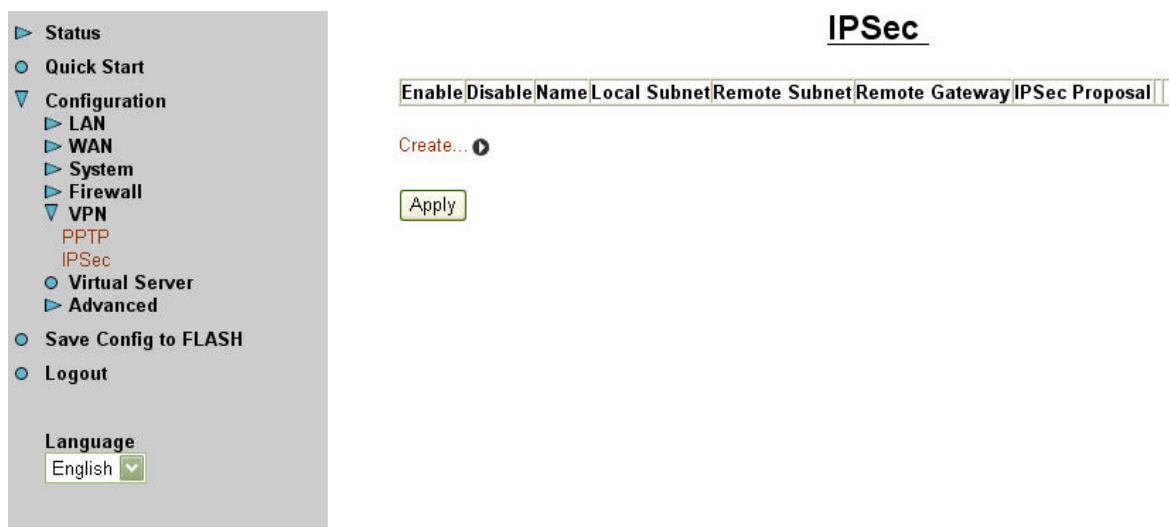 Status
Quick Start
Configuration
LAN
WAN
System
Firewall
VPN
PPTP
IPSec
Virtual Server
Advanced
Save Config to FLASH
Logout
Language
English
IPSec
Enable Disable Name Local Subnet Remote Subnet Remote Gateway IPSec Proposal
Create...
Apply